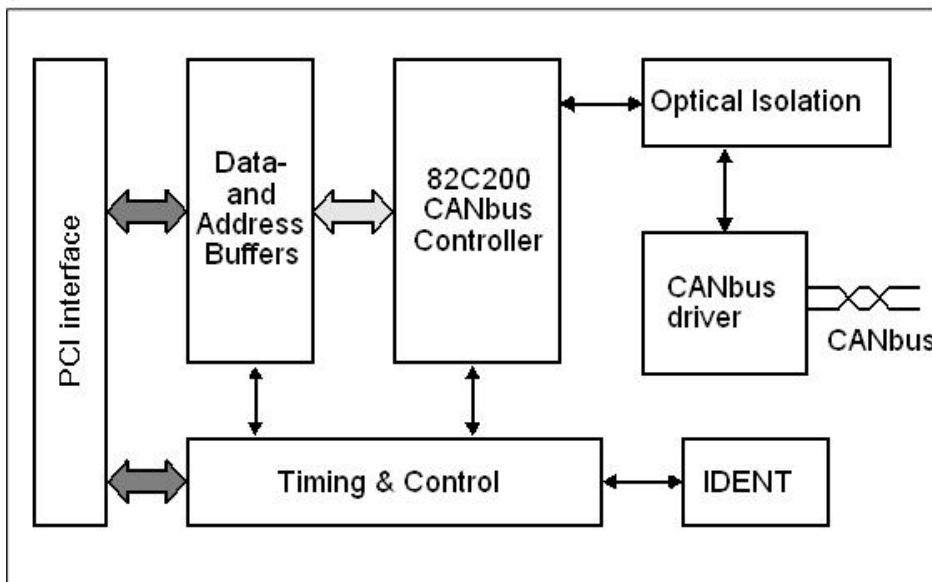 PCI interface
Data-
and
Address
Buffers
82C200
CANbus
Controller
Optical Isolation
CANbus
driver
CANbus
Timing & Control
IDENT